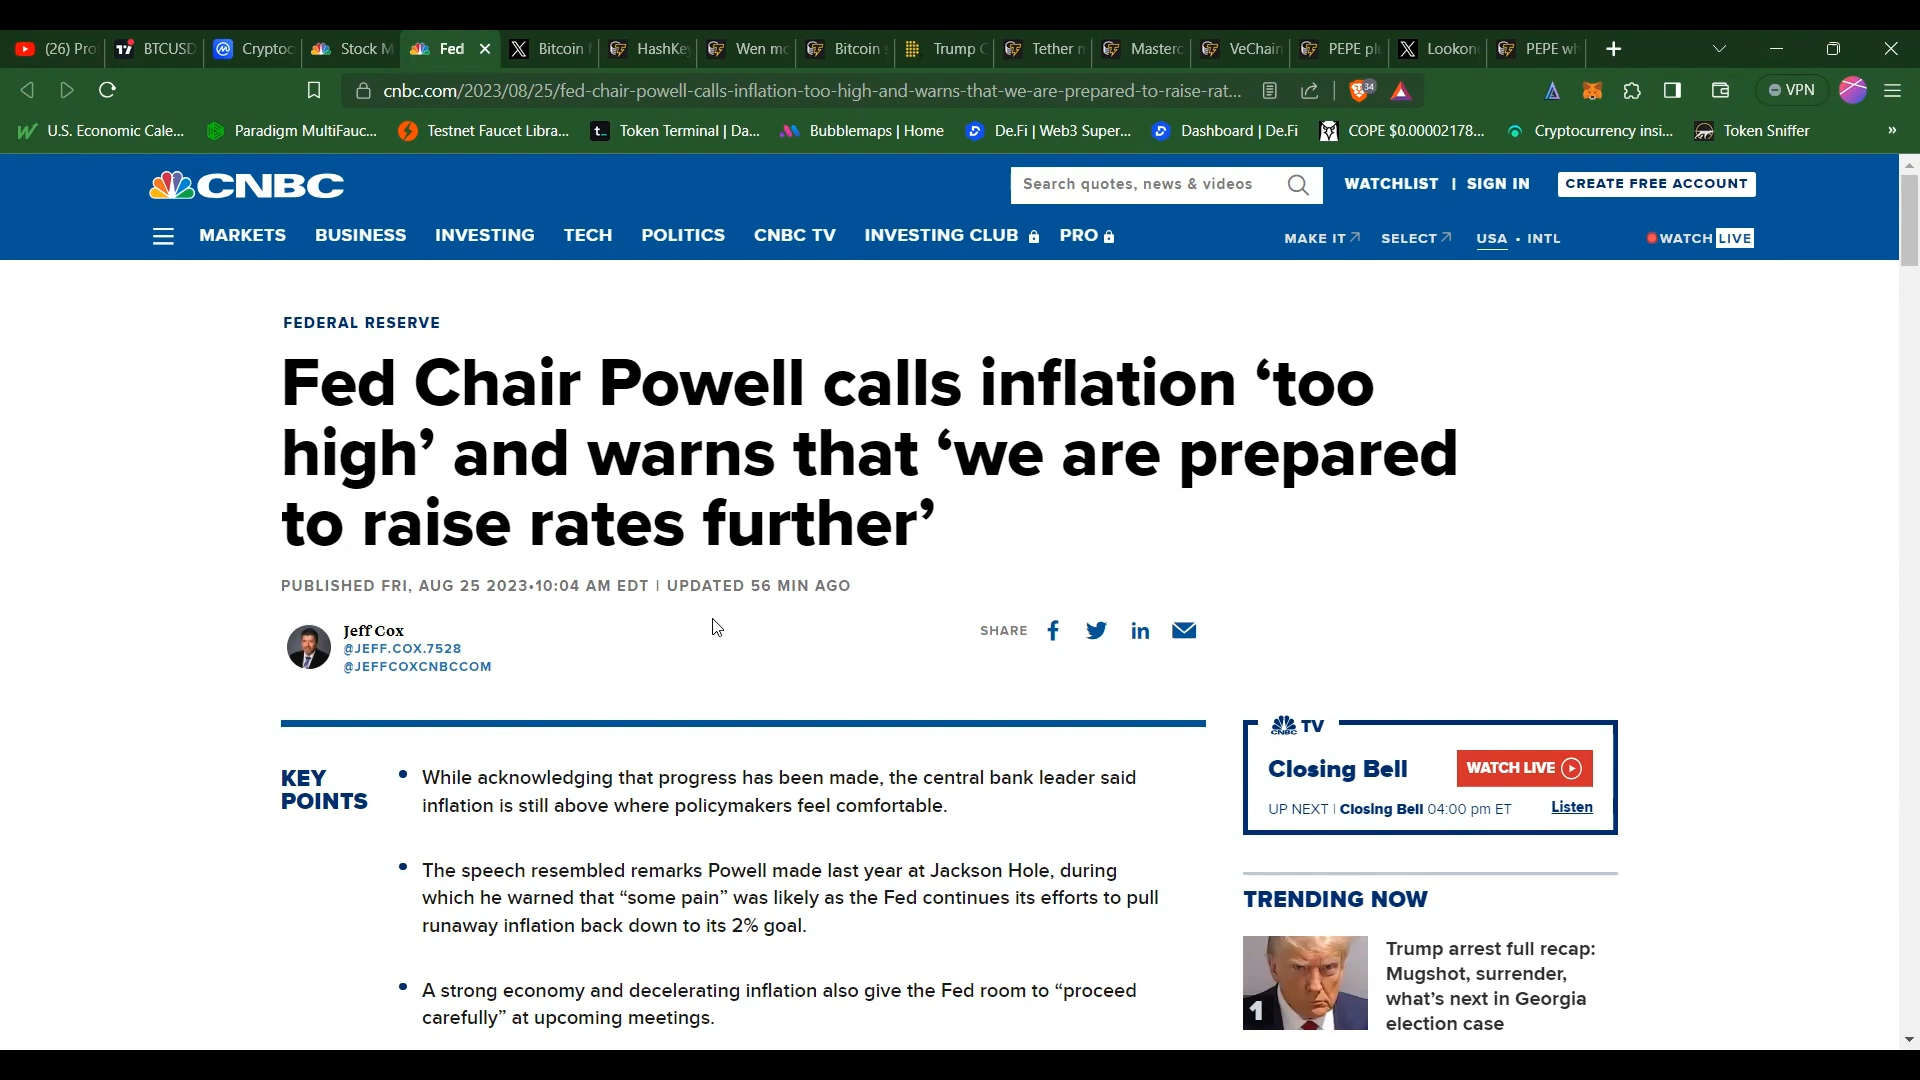 (26) Pro
BTCUSD
Cryptoc
Stock M
Fed
Bitcoin
HashKe
Wen mo
Bitcoin s
Trump C
Tether m
Masterc
VeChain
PEPE plu
Lookon
PEPE wh
cnbc.com/2023/08/25/fed-chair-powell-calls-inflation-too-high-and-warns-that-we-are-prepared-to-raise-rat...
34
VPN
U.S. Economic Cale...
Paradigm MultiFauc...
Testnet Faucet Libra...
Token Terminal | Da...
Bubblemaps | Home
De.Fi | Web3 Super...
Dashboard | De.Fi
COPE $0.00002178...
Cryptocurrency insi...
Token Sniffer
»
CNBC
Search quotes, news & videos
WATCHLIST | SIGN IN
CREATE FREE ACCOUNT
MARKETS
BUSINESS
INVESTING
TECH
POLITICS
CNBC TV
INVESTING CLUB
PRO
MAKE IT
SELECT
USA • INTL
WATCH LIVE
FEDERAL RESERVE
Fed Chair Powell calls inflation ‘too
high’ and warns that ‘we are prepared
to raise rates further’
PUBLISHED FRI, AUG 25 2023•10:04 AM EDT | UPDATED 56 MIN AGO
Jeff Cox
@JEFF.COX.7528
@JEFFCOXCNBCCOM
SHARE
KEY
POINTS
While acknowledging that progress has been made, the central bank leader said
inflation is still above where policymakers feel comfortable.
The speech resembled remarks Powell made last year at Jackson Hole, during
which he warned that “some pain” was likely as the Fed continues its efforts to pull
runaway inflation back down to its 2% goal.
A strong economy and decelerating inflation also give the Fed room to “proceed
carefully” at upcoming meetings.
CNBC TV
Closing Bell
WATCH LIVE
UP NEXT | Closing Bell 04:00 pm ET
Listen
TRENDING NOW
1
Trump arrest full recap:
Mugshot, surrender,
what’s next in Georgia
election case